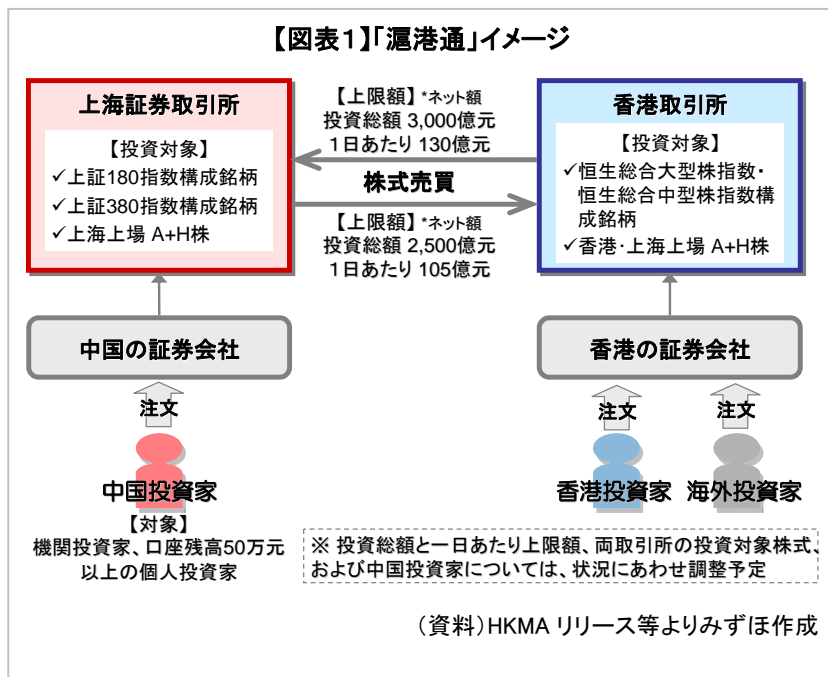 【図表1】「滬港通」イメージ
上海証券取引所
【投資対象】
✓上証180指数構成銘柄
✓上証380指数構成銘柄
✓上海上場 A+H株
【上限額】*ネット額
投資総額 3,000億元
1日あたり 130億元
株式売買
【上限額】*ネット額
投資総額 2,500億元
1日あたり 105億元
香港取引所
【投資対象】
✓恒生総合大型株指数・
恒生総合中型株指数構
成銘柄
✓香港・上海上場 A+H株
中国の証券会社
香港の証券会社
注文
注文
注文
中国投資家
香港投資家
海外投資家
【対象】
機関投資家、口座残高50万元
以上の個人投資家
※ 投資総額と一日あたり上限額、両取引所の投資対象株式、
および中国投資家については、状況にあわせ調整予定
（資料）HKMA リリース等よりみずほ作成